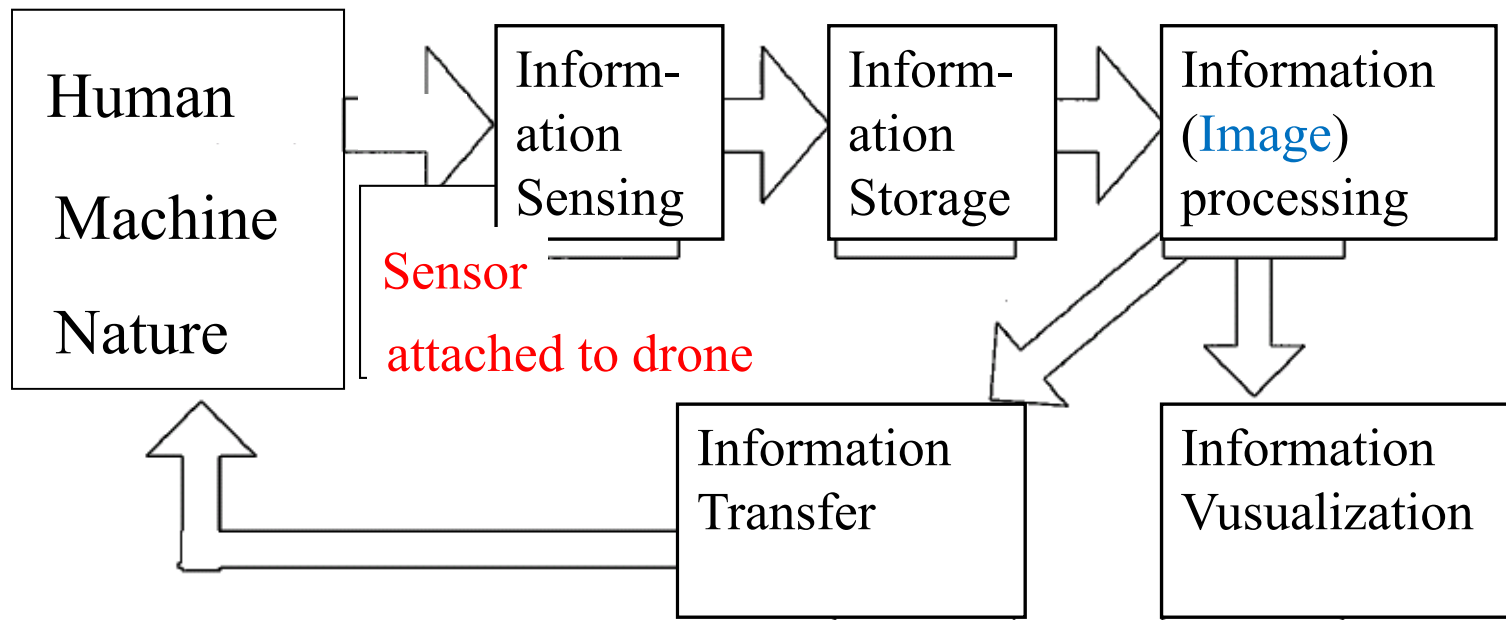 Human
Machine
Nature
Inform-
ation
Sensing
Sensor
attached to drone
Inform-
ation
Storage
Information
(Image)
processing
Information
Transfer
Information
Vusualization